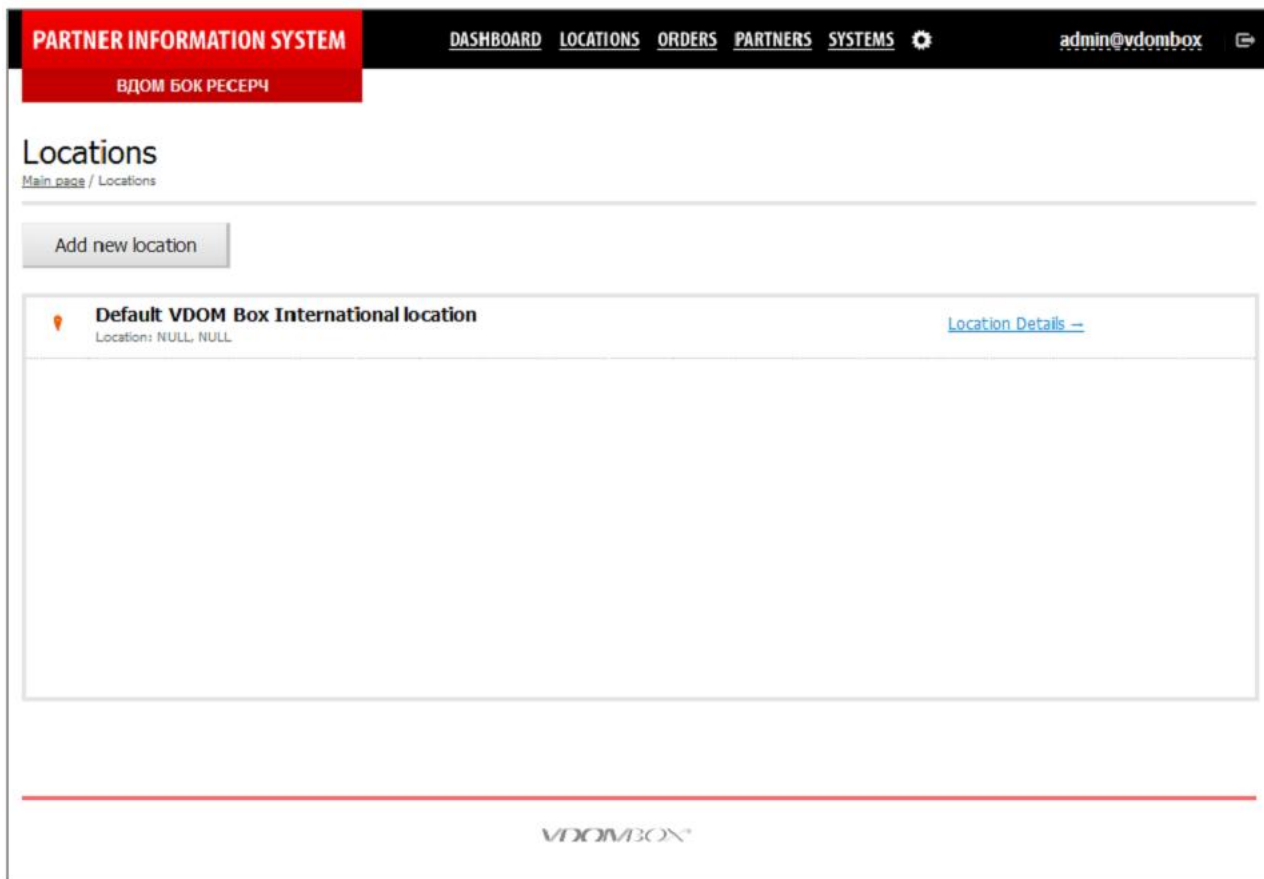 PARTNER INFORMATION SYSTEM
DASHBOARD LOCATIONS ORDERS PARTNERS SYSTEMS
admin@vdombox
ВДОМ БОК РЕСЕРЧ
Locations
Main page / Locations
Add new location
Default VDOM Box International location
Location: NULL, NULL
Location Details →
VDOMBOX®